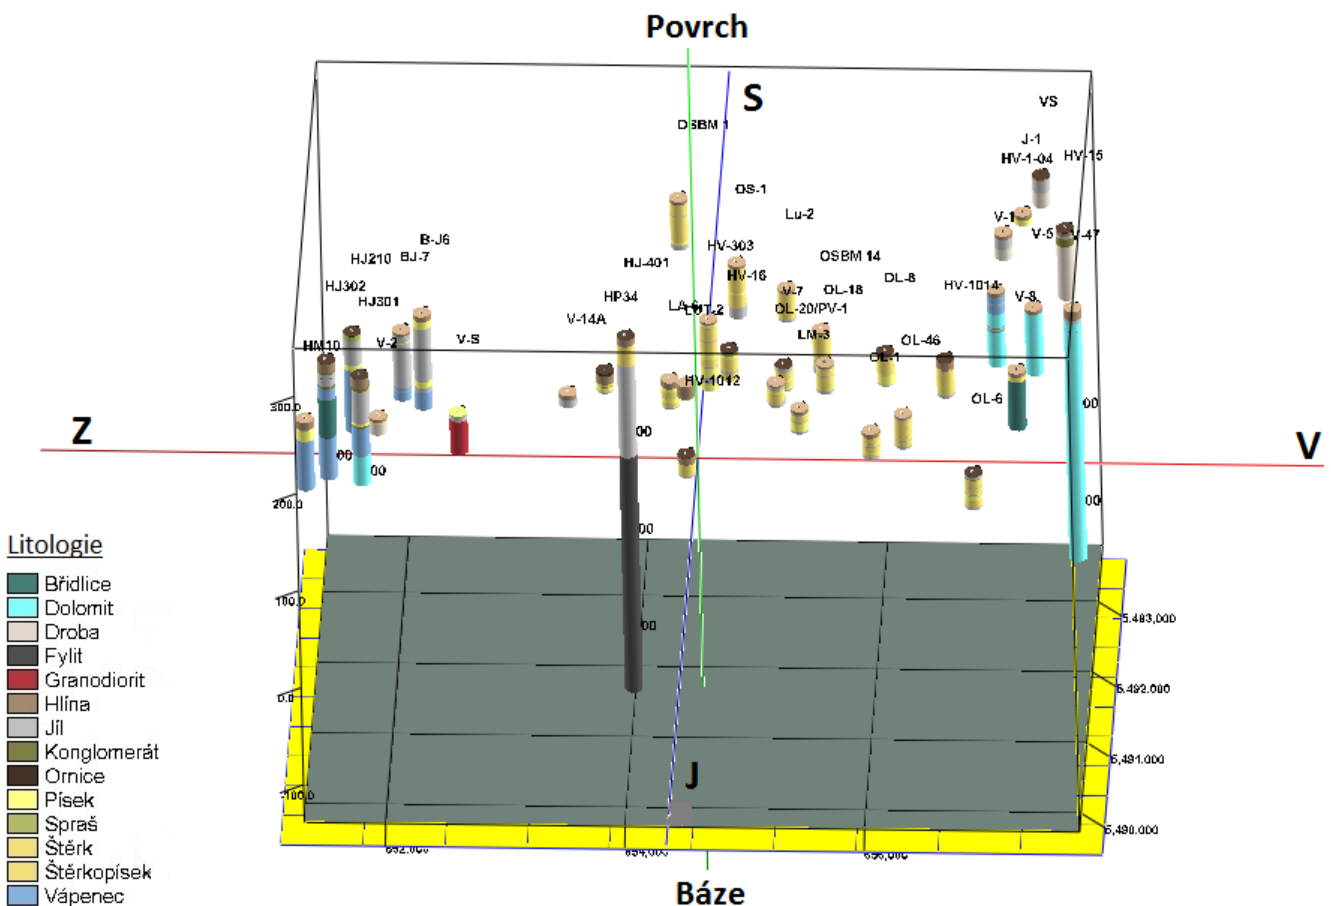 Povrch
S
VS
OSBM 1
J-1
HV-1-04
HV-15
OS-1
Lu-2
V-1
V-5
V-47
B-J6
HJ210
BJ-7
HV-303
HJ-401
HV-16
OSBM 14
DL-8
HJ302
HJ301
HP34
V-7
OL-18
HV-1014
V-8
LUT-2
OL-20/PV-1
V-14A
V-2
V-S
LM-3
OL-46
HM10
OL-1
HV-1012
OL-6
300.0
00
00
Z
V
00
00
200.0
00
00
Litologie
Břidlice
Dolomit
Droba
Fylit
Granodiorit
Hlína
Jíl
Konglomerát
Ornice
Písek
Spraš
Štěrk
Štěrkopísek
Vápenec
100.0
5,483,000
00
0.0
5,492,000
5,491,000
J
-100.0
5,490,000
692,000
694,000
696,000
Báze